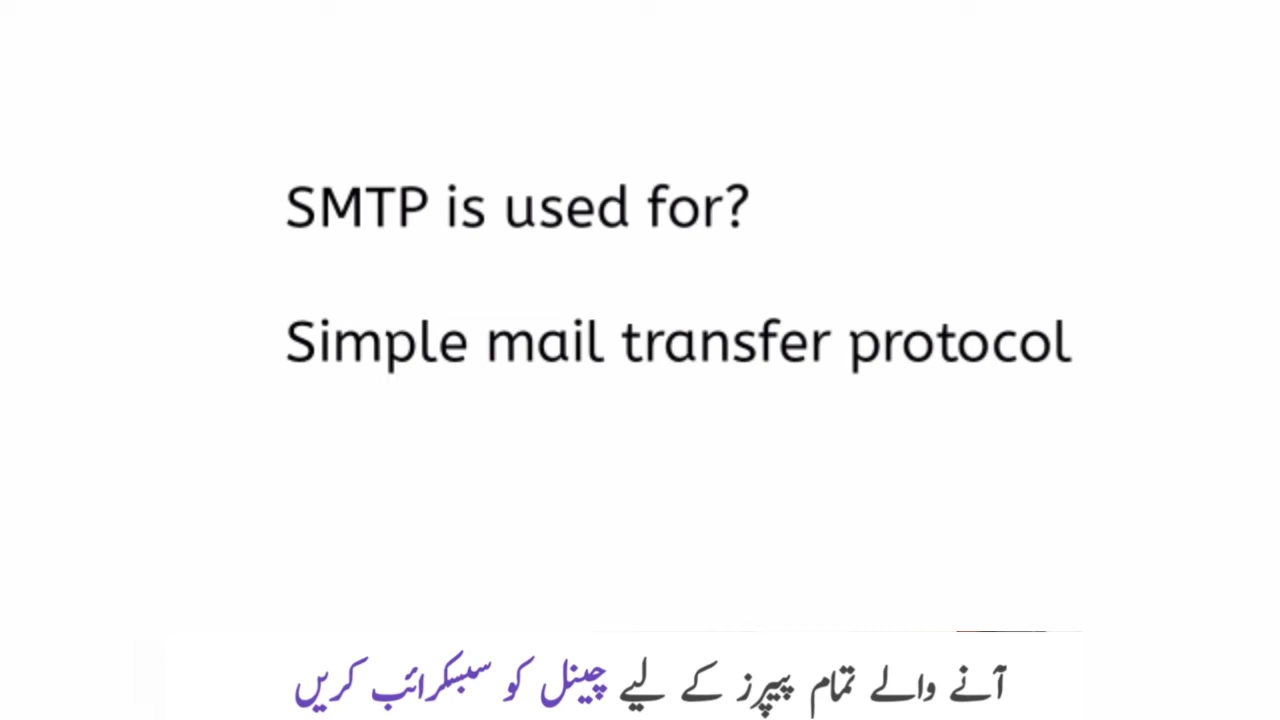 SMTP is used for?
Simple mail transfer protocol
آنے والے تمام پیپرز کے لیے چینل کو سبسکرائب کریں